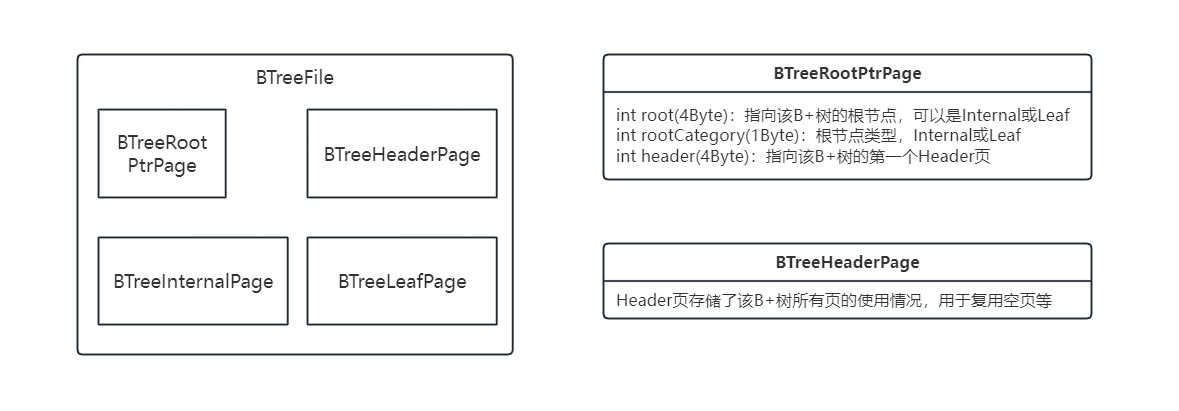 BTreeFile
BTreeRoot
PtrPage
BTreeHeaderPage
BTreeInternalPage
BTreeLeafPage
BTreeRootPtrPage
int root(4Byte)：指向该B+树的根节点，可以是Internal或Leaf
int rootCategory(1Byte)：根节点类型，Internal或Leaf
int header(4Byte)：指向该B+树的第一个Header页
BTreeHeaderPage
Header页存储了该B+树所有页的使用情况，用于复用空页等